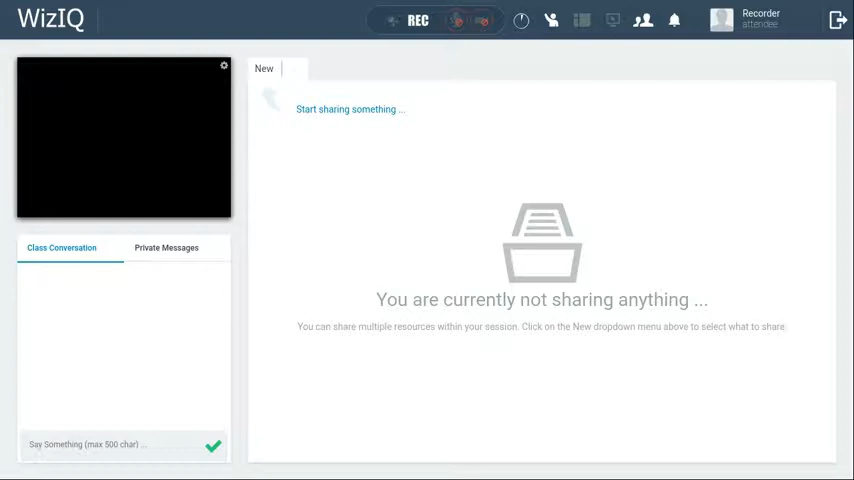 WizIQ
REC
Recorder
attendee
New
Start sharing something ...
Class Conversation
Private Messages
You are currently not sharing anything ...
You can share multiple resources within your session. Click on the New dropdown menu above to select what to share.
Say Something (max 500 char) ...